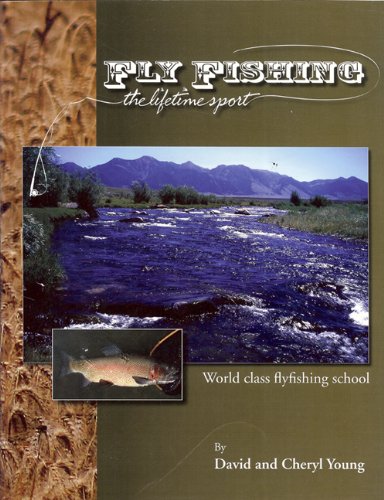 FLY FISHING
the lifetime sport
World class flyfishing school
By
David and Cheryl Young